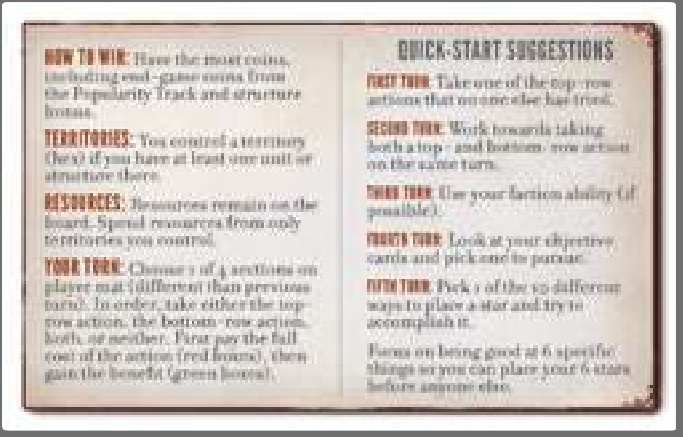 HOW TO WIN: Have the most coins,
including end-game coins from
the Popularity Track and structure
bonus.
TERRITORIES: You control a territory
(hex) if you have at least one unit or
structure there.
RESOURCES: Resources remain on the
board. Spend resources from only
territories you control.
YOUR TURN: Choose 1 of 4 sections on
player mat (different than previous
turn). In order, take either the top-
row action, the bottom-row action,
both, or neither. First pay the full
cost of the action (red boxes), then
gain the benefit (green boxes).
QUICK-START SUGGESTIONS
FIRST TURN: Take one of the top-row
actions that no one else has tried.
SECOND TURN: Work towards taking
both a top- and bottom-row action
on the same turn.
THIRD TURN: Use your faction ability (if
possible).
FOURTH TURN: Look at your objective
cards and pick one to pursue.
FIFTH TURN: Pick 1 of the 10 different
ways to place a star and try to
accomplish it.
Focus on being good at 6 specific
things so you can place your 6 stars
before anyone else.